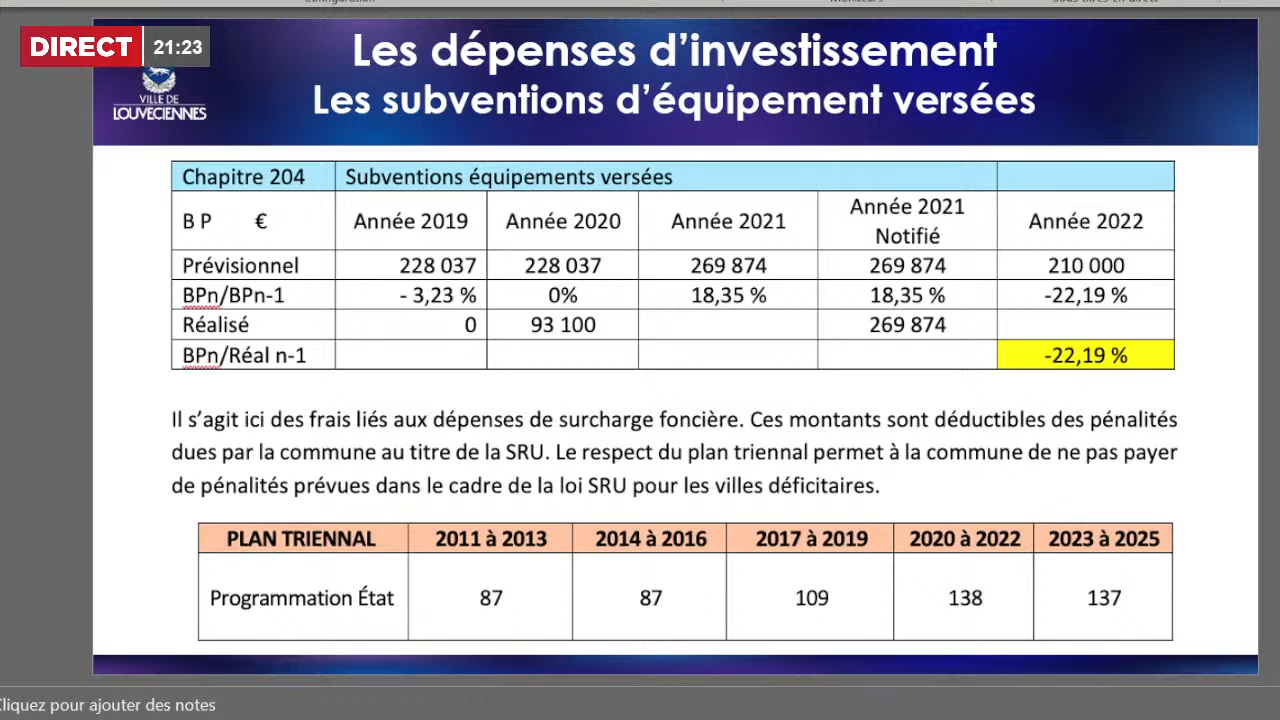 DIRECT 21:23
VILLE DE
LOUVECIENNES
Les dépenses d’investissement
Les subventions d’équipement versées
Chapitre 204 Subventions équipements versées
B P € Année 2019 Année 2020 Année 2021 Année 2021 Notifié Année 2022
Prévisionnel 228 037 228 037 269 874 269 874 210 000
BPn/BPn-1 - 3,23 % 0% 18,35 % 18,35 % -22,19 %
Réalisé 0 93 100 269 874
BPn/Réal n-1 -22,19 %
Il s’agit ici des frais liés aux dépenses de surcharge foncière. Ces montants sont déductibles des pénalités
dues par la commune au titre de la SRU. Le respect du plan triennal permet à la commune de ne pas payer
de pénalités prévues dans le cadre de la loi SRU pour les villes déficitaires.
PLAN TRIENNAL 2011 à 2013 2014 à 2016 2017 à 2019 2020 à 2022 2023 à 2025
Programmation État 87 87 109 138 137
Cliquez pour ajouter des notes